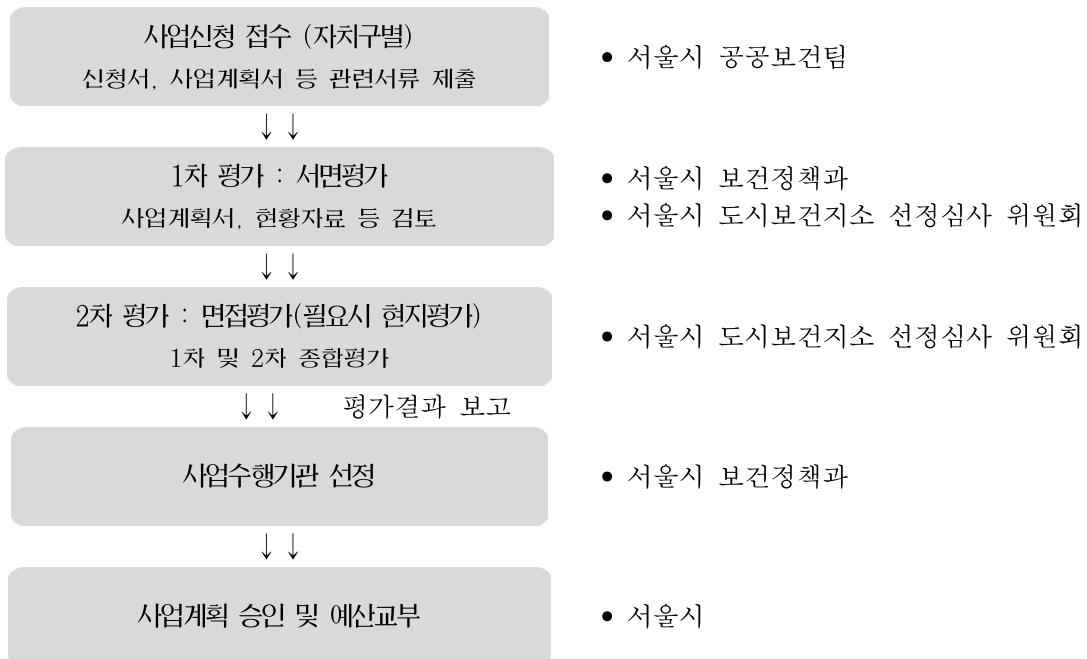 사업신청 접수 (자치구별)
신청서, 사업계획서 등 관련서류 제출
• 서울시 공공보건팀
↓↓
1차 평가 : 서면평가
사업계획서, 현황자료 등 검토
• 서울시 보건정책과
• 서울시 도시보건지소 선정심사 위원회
↓↓
2차 평가 : 면접평가(필요시 현지평가)
1차 및 2차 종합평가
• 서울시 도시보건지소 선정심사 위원회
↓↓ 평가결과 보고
사업수행기관 선정
• 서울시 보건정책과
↓↓
사업계획 승인 및 예산교부
• 서울시